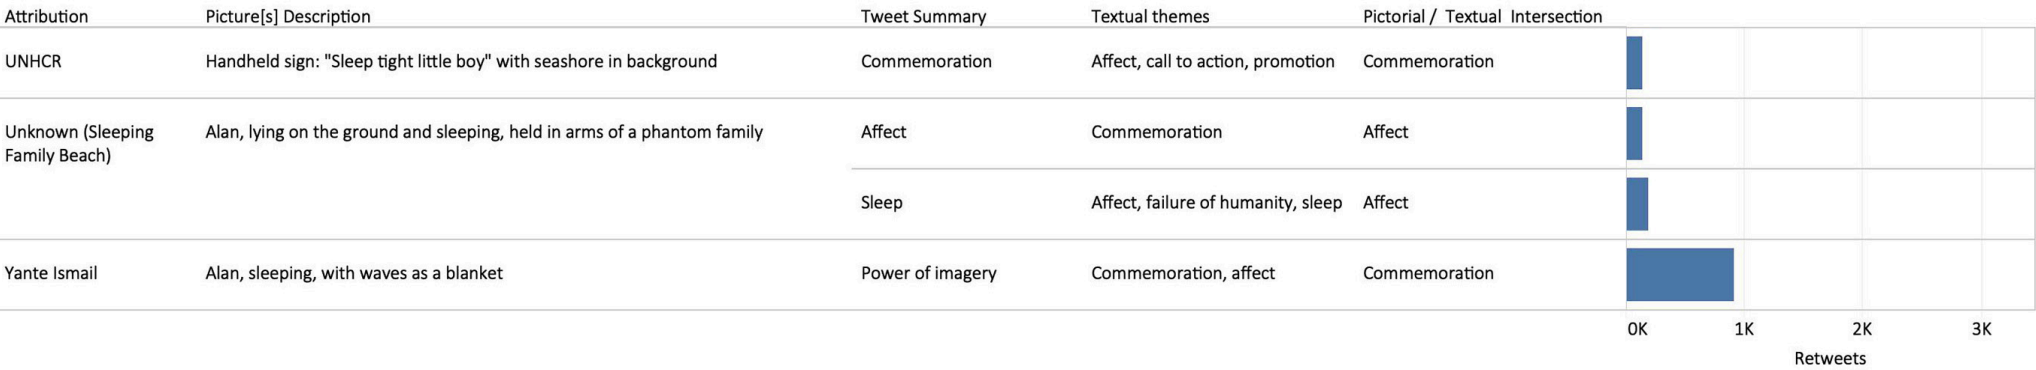 Attribution Picture[s] Description Tweet Summary Textual themes Pictorial / Textual Intersection
UNHCR Handheld sign: "Sleep tight little boy" with seashore in background Commemoration Affect, call to action, promotion Commemoration
Unknown (Sleeping Family Beach) Alan, lying on the ground and sleeping, held in arms of a phantom family Affect Commemoration Affect
Sleep Affect, failure of humanity, sleep Affect
Yante Ismail Alan, sleeping, with waves as a blanket Power of imagery Commemoration, affect Commemoration
0K 1K 2K 3K
Retweets